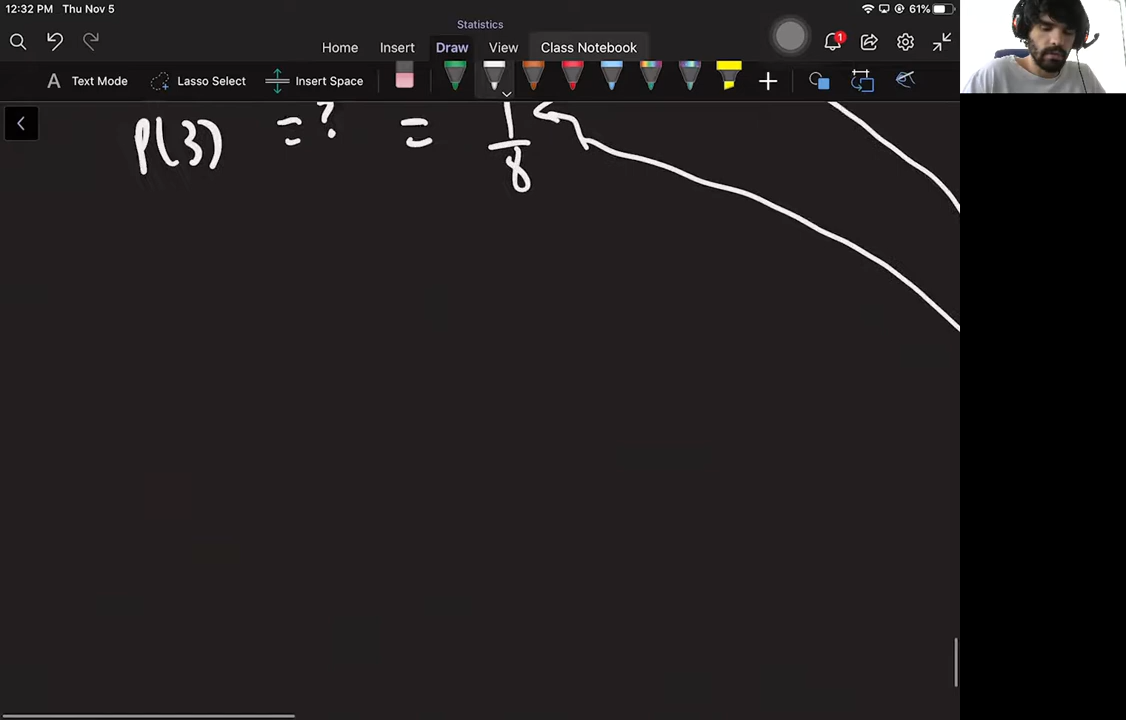 12:32 PM Thu Nov 5
61%
Statistics
Home Insert Draw View Class Notebook
1
Text Mode Lasso Select Insert Space
P(3) = ? = 1/8